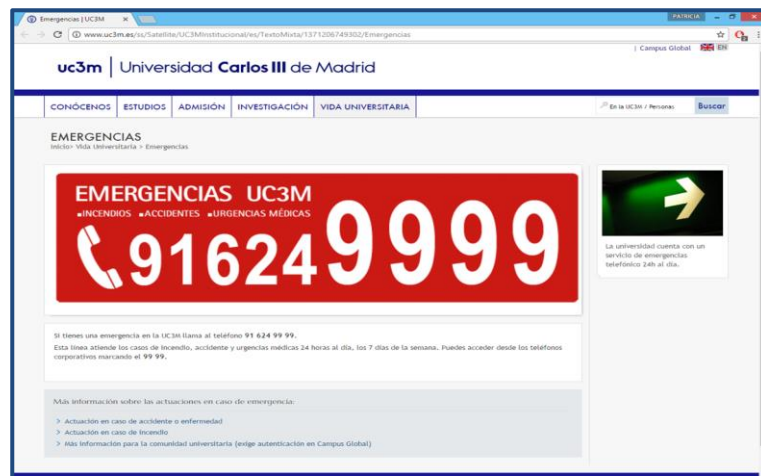 Emergencias | UC3M
PATRICIA
www.uc3m.es/ss/Satellite/UC3MInstitucional/es/TextoMixta/1371206749302/Emergencias
| Campus Global EN
uc3m | Universidad Carlos III de Madrid
CONÓCENOS ESTUDIOS ADMISIÓN INVESTIGACIÓN VIDA UNIVERSITARIA
En la UC3M / Personas Buscar
EMERGENCIAS
Inicio> Vida Universitaria > Emergencias
EMERGENCIAS UC3M
▪INCENDIOS ▪ACCIDENTES ▪URGENCIAS MÉDICAS
916249999
La universidad cuenta con un
servicio de emergencias
telefónico 24h al día.
Si tienes una emergencia en la UC3M llama al teléfono 91 624 99 99.
Esta línea atiende los casos de incendio, accidente y urgencias médicas 24 horas al día, los 7 días de la semana. Puedes acceder desde los teléfonos
corporativos marcando el 99 99.
Más información sobre las actuaciones en caso de emergencia:
> Actuación en caso de accidente o enfermedad
> Actuación en caso de incendio
> Más información para la comunidad universitaria (exige autenticación en Campus Global)